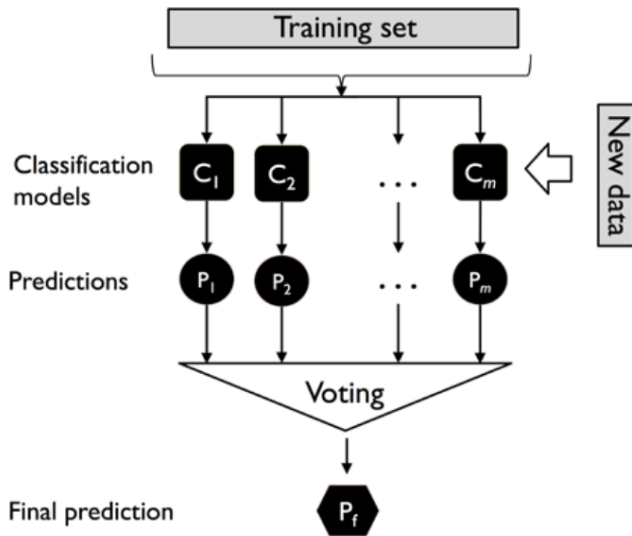 Training set
Classification
models
C1 C2 ... Cm
New data
Predictions
P1 P2 ... Pm
Voting
Final prediction
Pf